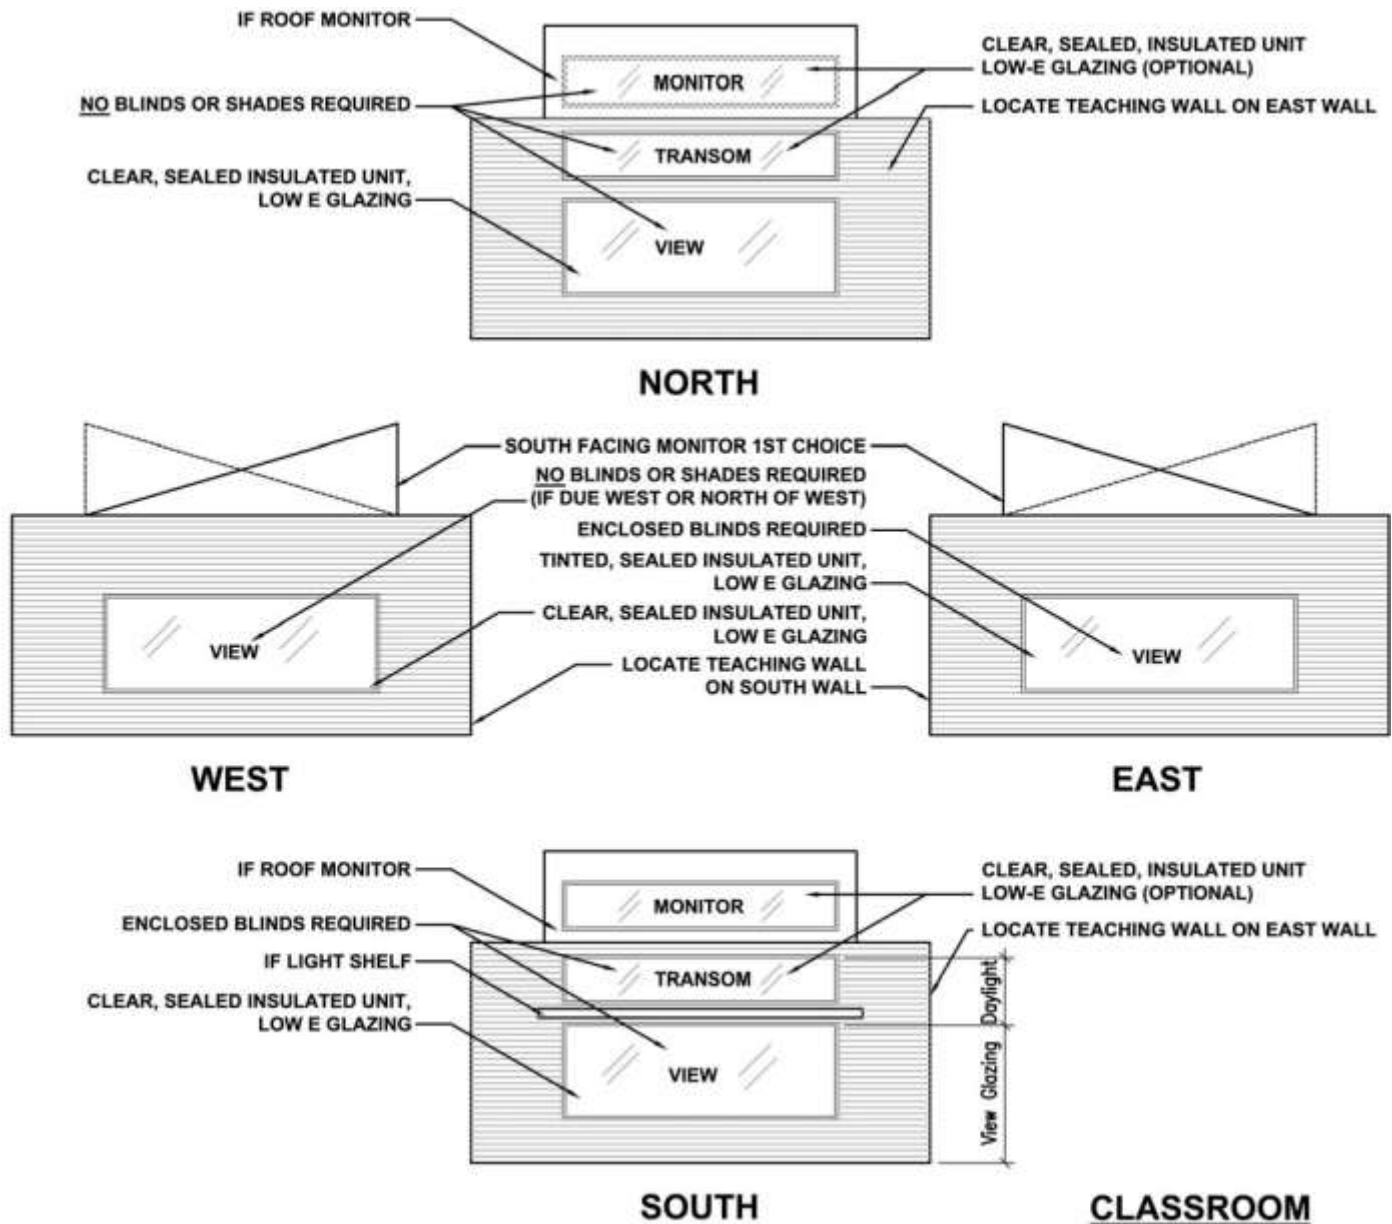 IF ROOF MONITOR
NO BLINDS OR SHADES REQUIRED
CLEAR, SEALED INSULATED UNIT,
LOW E GLAZING
MONITOR
TRANSOM
VIEW
CLEAR, SEALED, INSULATED UNIT
LOW-E GLAZING (OPTIONAL)
LOCATE TEACHING WALL ON EAST WALL
NORTH
SOUTH FACING MONITOR 1ST CHOICE
NO BLINDS OR SHADES REQUIRED
(IF DUE WEST OR NORTH OF WEST)
ENCLOSED BLINDS REQUIRED
TINTED, SEALED INSULATED UNIT,
LOW E GLAZING
CLEAR, SEALED INSULATED UNIT,
LOW E GLAZING
LOCATE TEACHING WALL
ON SOUTH WALL
VIEW
VIEW
WEST
EAST
IF ROOF MONITOR
ENCLOSED BLINDS REQUIRED
IF LIGHT SHELF
CLEAR, SEALED INSULATED UNIT,
LOW E GLAZING
MONITOR
TRANSOM
VIEW
CLEAR, SEALED, INSULATED UNIT
LOW-E GLAZING (OPTIONAL)
LOCATE TEACHING WALL ON EAST WALL
Daylight
View Glazing
SOUTH
CLASSROOM